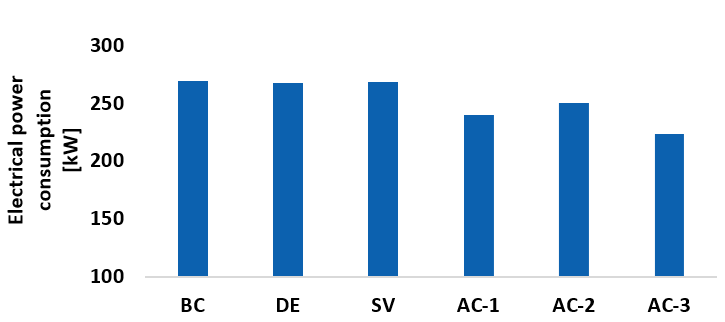 Electrical power
consumption
[kW]
300
250
200
150
100
BC DE SV AC-1 AC-2 AC-3